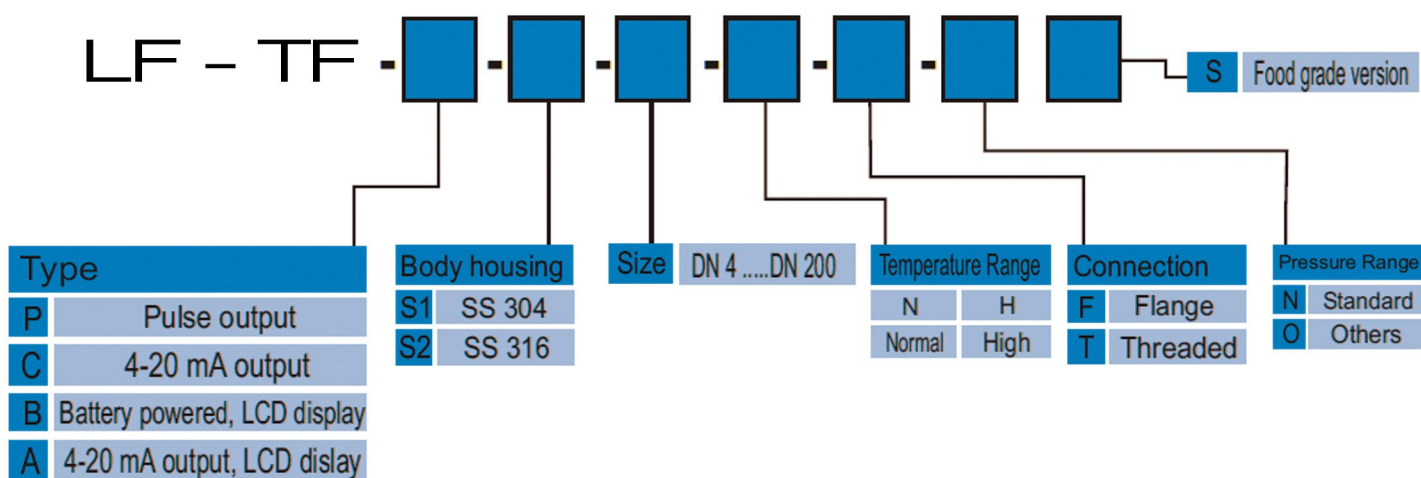 LF - TF - - - - - -
S Food grade version
Type
P Pulse output
C 4-20 mA output
B Battery powered, LCD display
A 4-20 mA output, LCD dislay
Body housing
S1 SS 304
S2 SS 316
Size DN 4 .....DN 200
Temperature Range
N H
Normal High
Connection
F Flange
T Threaded
Pressure Range
N Standard
O Others